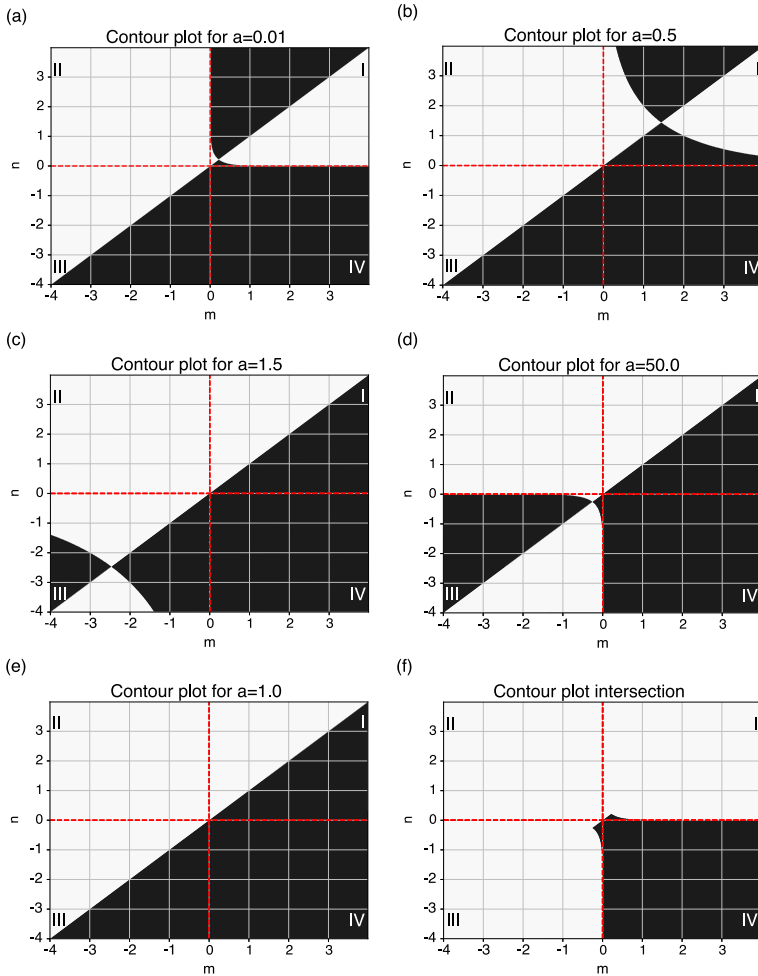 (a)
Contour plot for a=0.01
II
I
3
2
1
0
-1
-2
-3
-4
n
III
IV
-4 -3 -2 -1 0 1 2 3
m
(b)
Contour plot for a=0.5
II
I
3
2
1
0
-1
-2
-3
-4
n
III
IV
-4 -3 -2 -1 0 1 2 3
m
(c)
Contour plot for a=1.5
II
I
3
2
1
0
-1
-2
-3
-4
n
III
IV
-4 -3 -2 -1 0 1 2 3
m
(d)
Contour plot for a=50.0
II
I
3
2
1
0
-1
-2
-3
-4
n
III
IV
-4 -3 -2 -1 0 1 2 3
m
(e)
Contour plot for a=1.0
II
I
3
2
1
0
-1
-2
-3
-4
n
III
IV
-4 -3 -2 -1 0 1 2 3
m
(f)
Contour plot intersection
II
I
3
2
1
0
-1
-2
-3
-4
n
III
IV
-4 -3 -2 -1 0 1 2 3
m